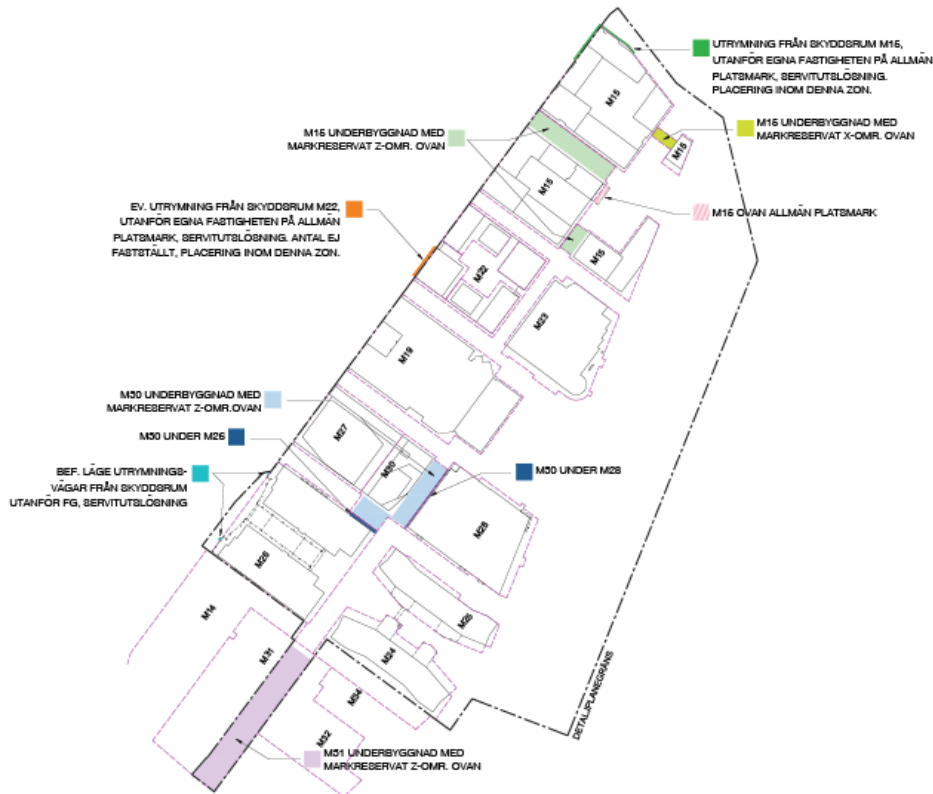 UTRYMNING FRÅN SKYDDSRUM M15,
UTANFÖR EGNA FASTIGHETEN PÅ ALLMÄN
PLATSMARK, SERVITUTSLÖSNING.
PLACERING INOM DENNA ZON.
M15 UNDERBYGGNAD MED
MARKRESERVAT X-OMR. OVAN
M15 UNDERBYGGNAD MED
MARKRESERVAT Z-OMR. OVAN
M15 OVAN ALLMÄN PLATSMARK
EV. UTRYMNING FRÅN SKYDDSRUM M22,
UTANFÖR EGNA FASTIGHETEN PÅ ALLMÄN
PLATSMARK, SERVITUTSLÖSNING. ANTAL EJ
FASTSTÄLLT, PLACERING INOM DENNA ZON.
M15
M15
M15
M15
M22
M23
M19
M30 UNDERBYGGNAD MED
MARKRESERVAT Z-OMR.OVAN
M30 UNDER M26
M27
M30
M30 UNDER M28
BEF. LÄGE UTRYMNINGS-
VÄGAR FRÅN SKYDDSRUM
UTANFÖR FG, SERVITUTSLÖSNING
M28
M26
M14
M25
M24
M31
M34
M32
DETALJPLANEGRÄNS
M31 UNDERBYGGNAD MED
MARKRESERVAT Z-OMR. OVAN